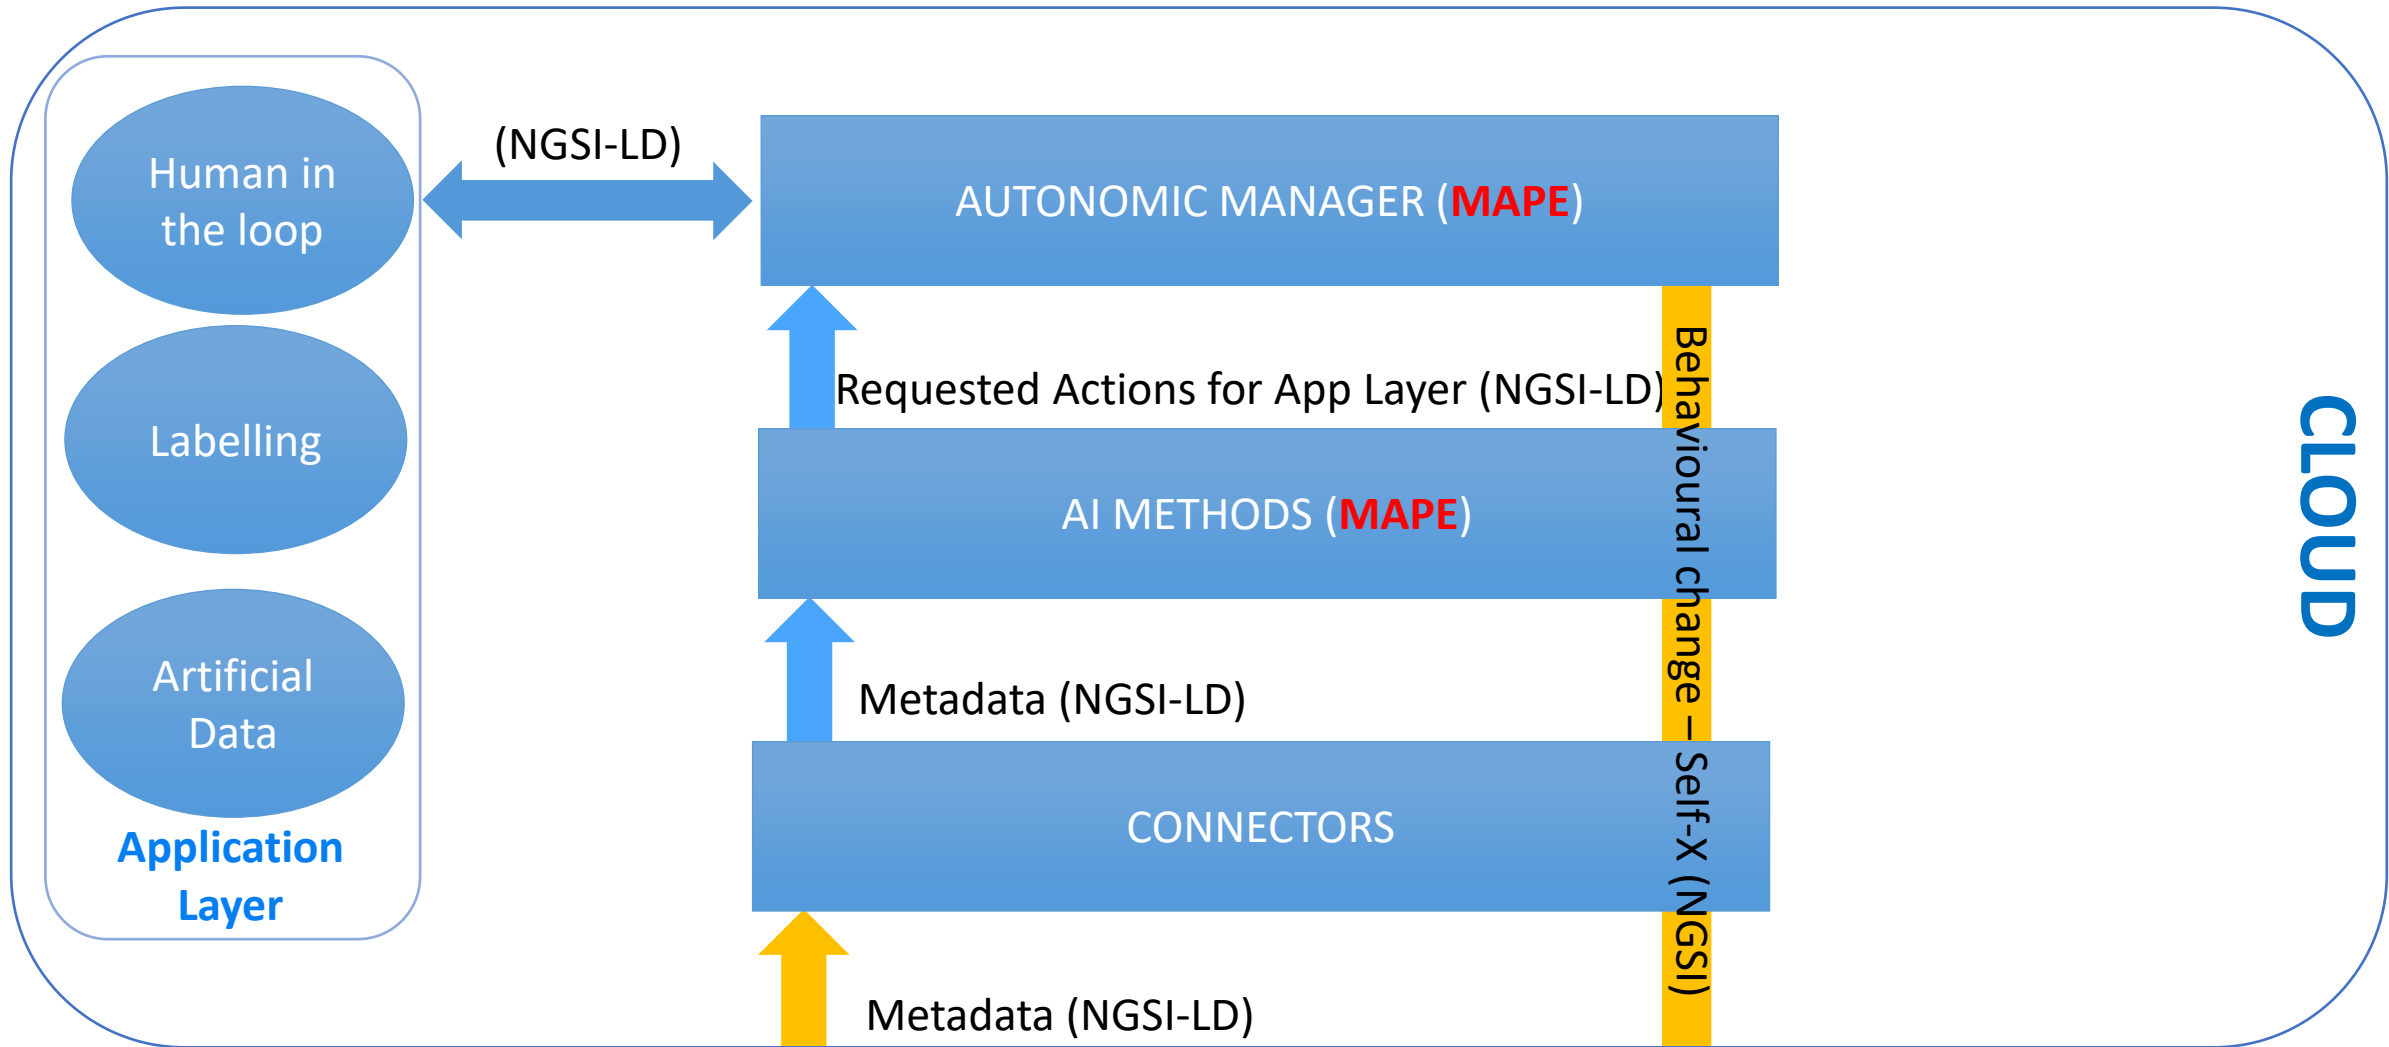 Human in
the loop
Labelling
Artificial
Data
Application
Layer
(NGSI-LD)
AUTONOMIC MANAGER (MAPE)
Requested Actions for App Layer (NGSI-LD)
AI METHODS (MAPE)
Metadata (NGSI-LD)
CONNECTORS
Metadata (NGSI-LD)
Behavioural change – Self-X (NGSI)
CLOUD